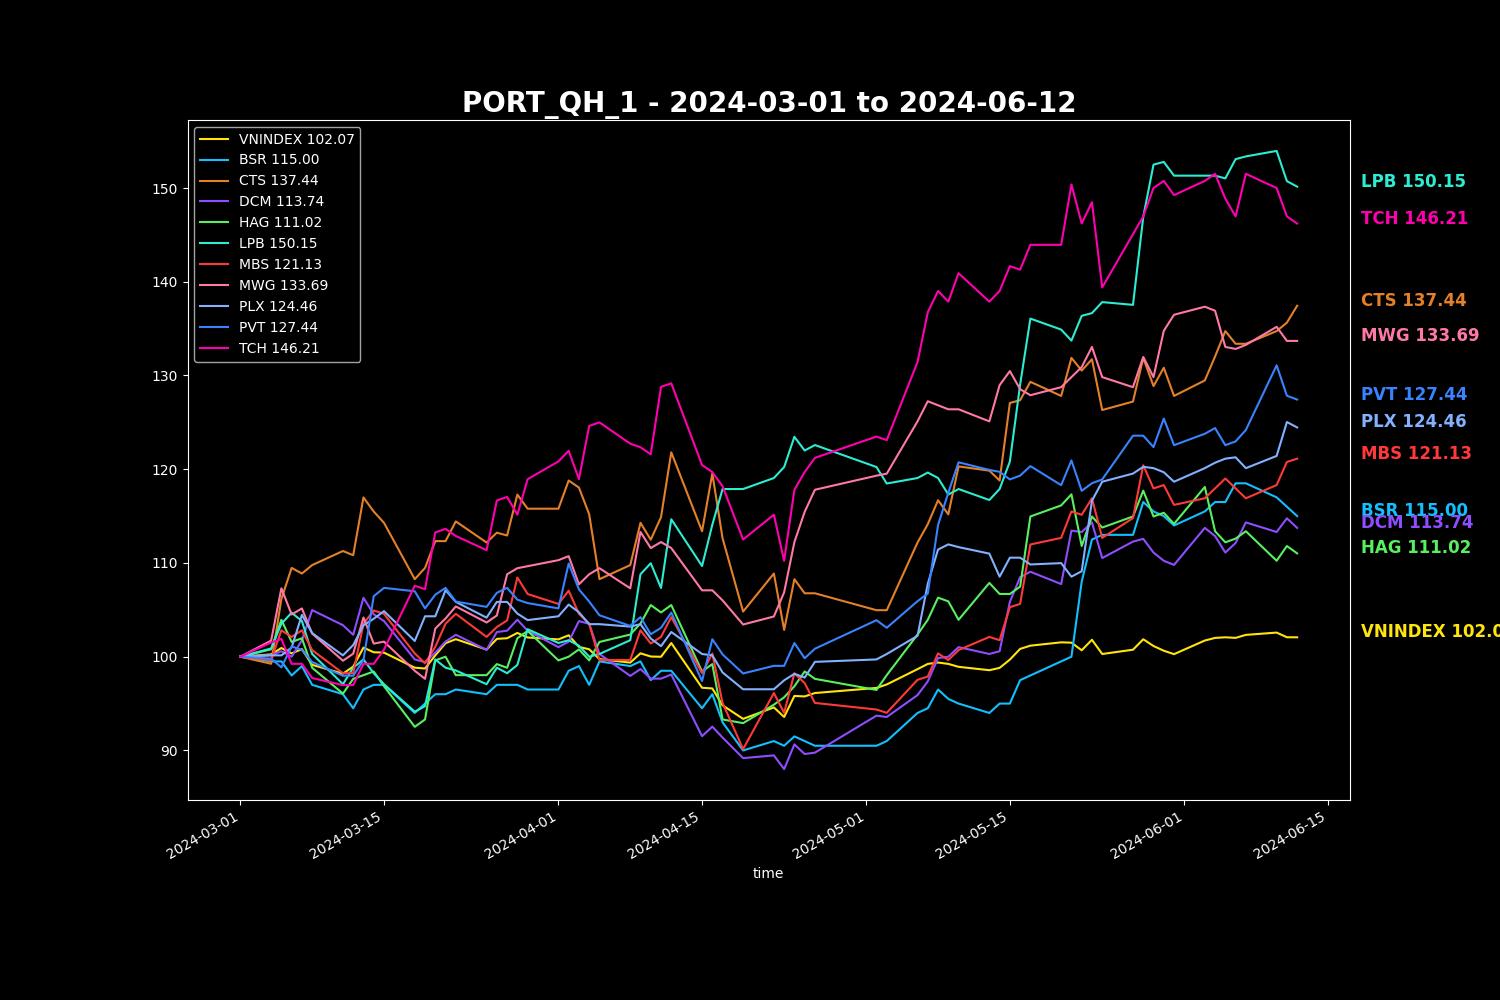 PORT_QH_1 - 2024-03-01 to 2024-06-12
VNINDEX 102.07
BSR 115.00
CTS 137.44
DCM 113.74
HAG 111.02
LPB 150.15
MBS 121.13
MWG 133.69
PLX 124.46
PVT 127.44
TCH 146.21
150
140
130
120
110
100
90
LPB 150.15
TCH 146.21
CTS 137.44
MWG 133.69
PVT 127.44
PLX 124.46
MBS 121.13
BSR 115.00
DCM 113.74
HAG 111.02
VNINDEX 102.0
2024-03-01
2024-03-15
2024-04-01
2024-04-15
2024-05-01
2024-05-15
2024-06-01
2024-06-15
time